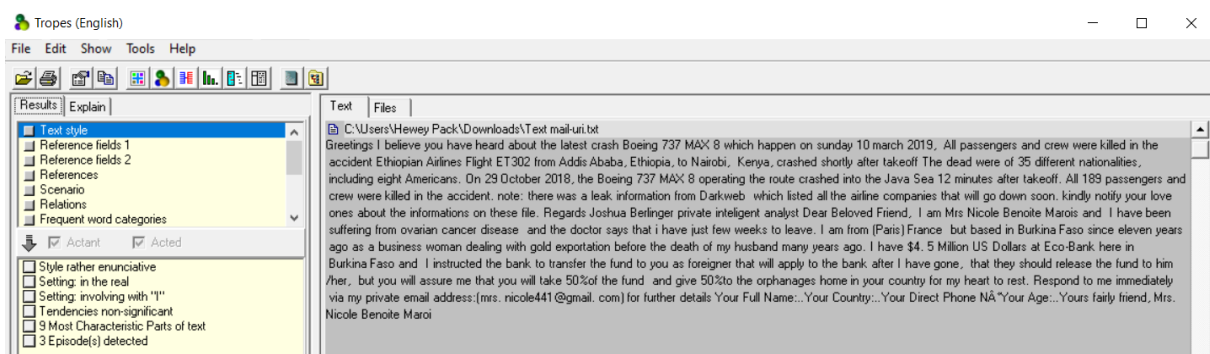 Tropes (English)
File Edit Show Tools Help
Results Explain
Text style
Reference fields 1
Reference fields 2
References
Scenario
Relations
Frequent word categories
Actant Acted
Style rather enunciative
Setting: in the real
Setting: involving with "I"
Tendencies non-significant
9 Most Characteristic Parts of text
3 Episode(s) detected
Text Files
C:\Users\Hewey Pack\Downloads\Text mail-uri.txt
Greetings I believe you have heard about the latest crash Boeing 737 MAX 8 which happen on sunday 10 march 2019, All passengers and crew were killed in the
accident Ethiopian Airlines Flight ET302 from Addis Ababa, Ethiopia, to Nairobi, Kenya, crashed shortly after takeoff The dead were of 35 different nationalities,
including eight Americans. On 29 October 2018, the Boeing 737 MAX 8 operating the route crashed into the Java Sea 12 minutes after takeoff. All 189 passengers and
crew were killed in the accident. note: there was a leak information from Darkweb which listed all the airline companies that will go down soon. kindly notify your love
ones about the informations on these file. Regards Joshua Berlinger private inteligent analyst Dear Beloved Friend, I am Mrs Nicole Benoite Marois and I have been
suffering from ovarian cancer disease and the doctor says that i have just few weeks to leave. I am from (Paris) France but based in Burkina Faso since eleven years
ago as a business woman dealing with gold exportation before the death of my husband many years ago. I have $4. 5 Million US Dollars at Eco-Bank here in
Burkina Faso and I instructed the bank to transfer the fund to you as foreigner that will apply to the bank after I have gone, that they should release the fund to him
/her, but you will assure me that you will take 50%of the fund and give 50%to the orphanages home in your country for my heart to rest. Respond to me immediately
via my private email address:(mrs. nicole441@gmail. com) for further details Your Full Name:..Your Country:..Your Direct Phone NÂ°Your Age:..Yours fairly friend, Mrs.
Nicole Benoite Maroi